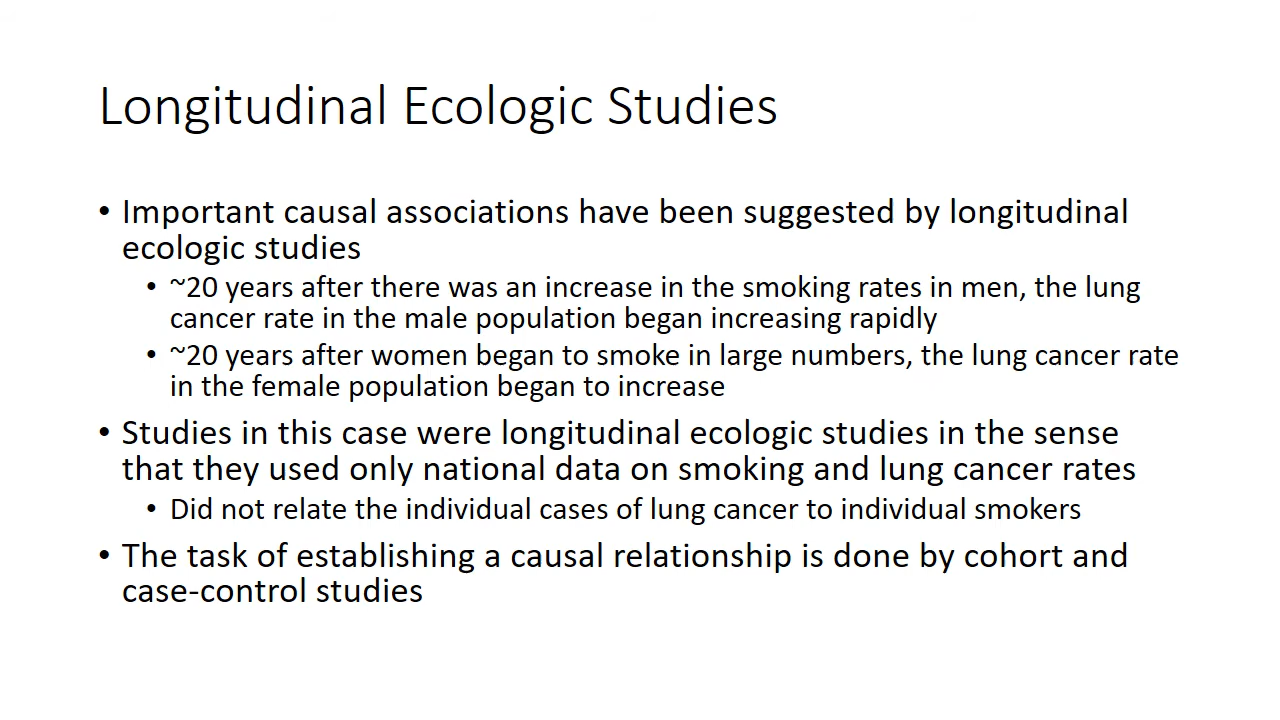 Longitudinal Ecologic Studies
• Important causal associations have been suggested by longitudinal
ecologic studies
• ~20 years after there was an increase in the smoking rates in men, the lung
cancer rate in the male population began increasing rapidly
• ~20 years after women began to smoke in large numbers, the lung cancer rate
in the female population began to increase
• Studies in this case were longitudinal ecologic studies in the sense
that they used only national data on smoking and lung cancer rates
• Did not relate the individual cases of lung cancer to individual smokers
• The task of establishing a causal relationship is done by cohort and
case-control studies